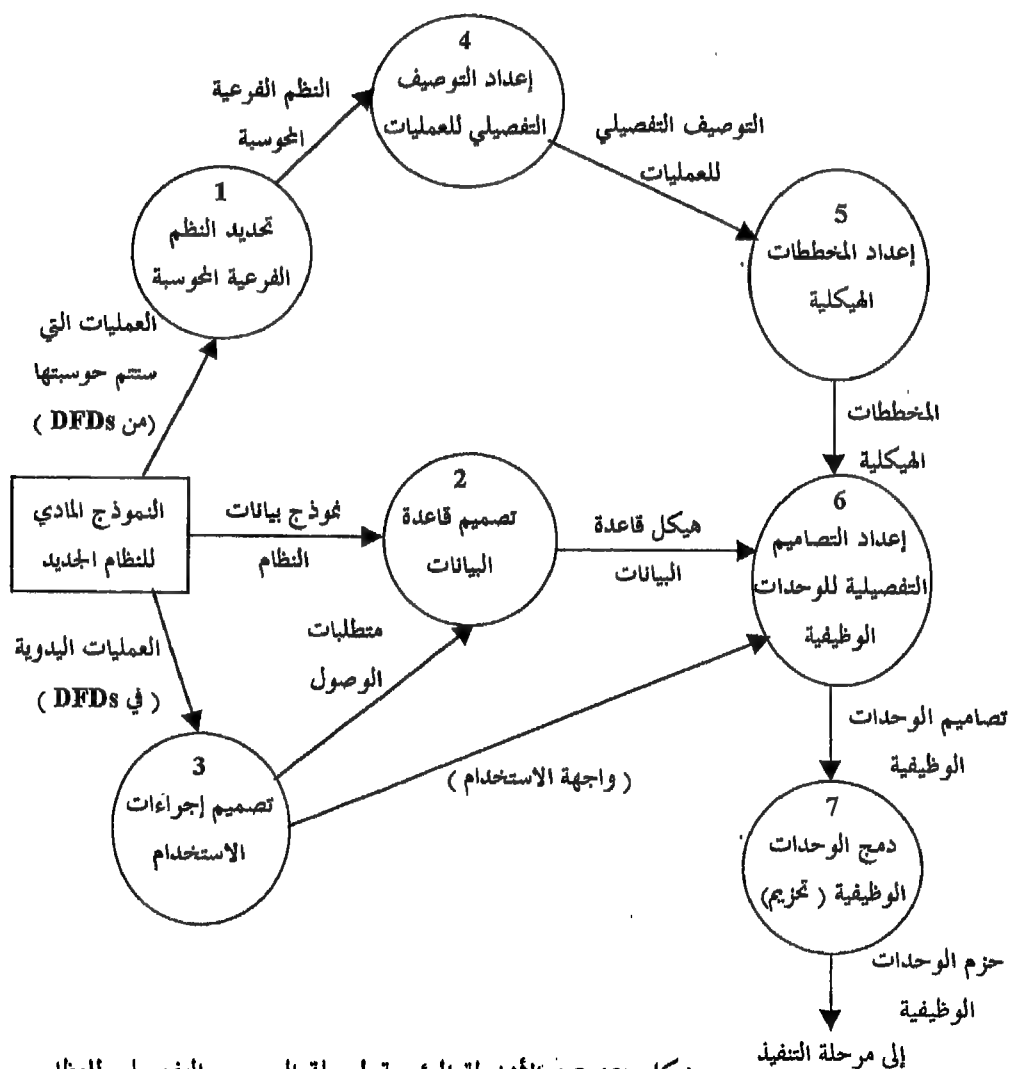 4
إعداد التوصيف
التفصيلي للعمليات
النظم الفرعية
المحوسبة
التوصيف التفصيلي
للعمليات
1
تحديد النظم
الفرعية المحوسبة
5
إعداد المخططات
الهيكلية
العمليات التي
ستتم حوسبتها
(من DFDs )
المخططات
الهيكلية
النموذج المادي
للنظام الجديد
نموذج بيانات
النظام
2
تصميم قاعدة
البيانات
هيكل قاعدة
البيانات
6
إعداد التصاميم
التفصيلية للوحدات
الوظيفية
العمليات اليدوية
( في DFDs )
متطلبات
الوصول
3
تصميم إجراءات
الاستخدام
( واجهة الاستخدام )
تصاميم الوحدات
الوظيفية
7
دمج الوحدات
الوظيفية ( تحزيم)
حزم الوحدات
الوظيفية
إلى مرحلة التنفيذ